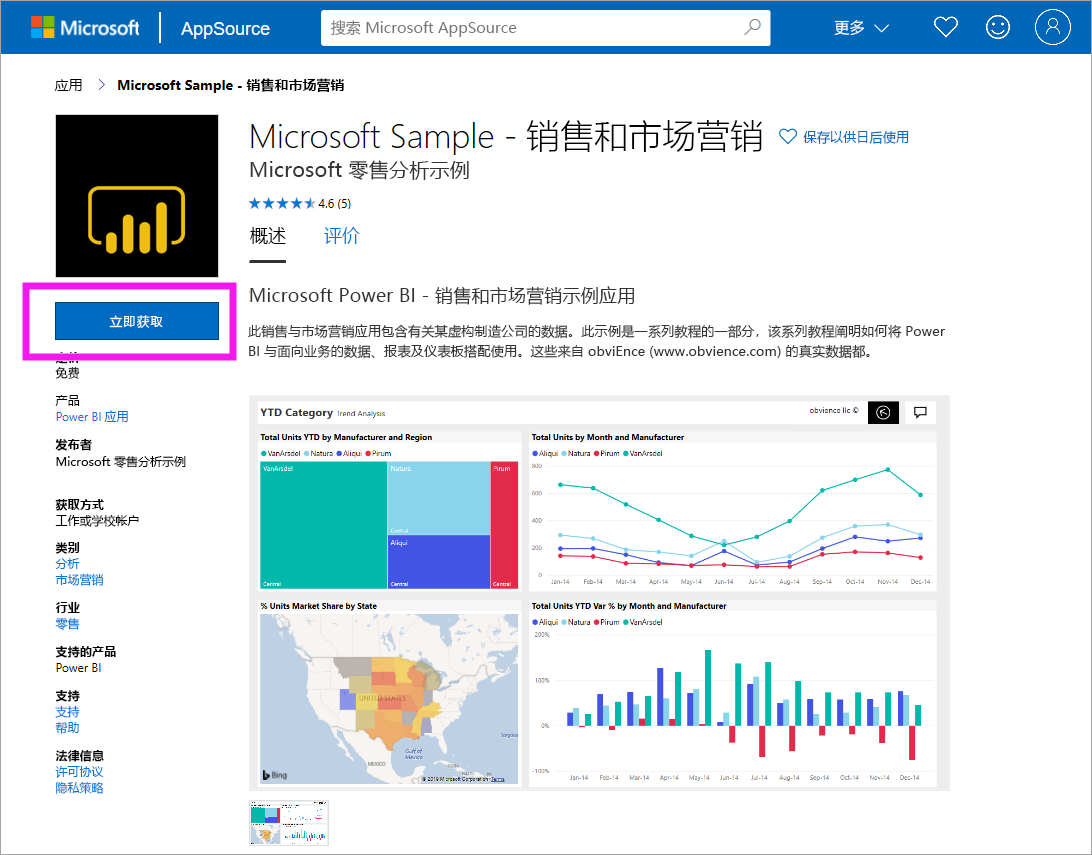 Microsoft AppSource 搜索 Microsoft AppSource 更多
应用 > Microsoft Sample - 销售和市场营销
Microsoft Sample - 销售和市场营销 保存以供日后使用
Microsoft 零售分析示例
4.6 (5)
概述 评价
立即获取
免费
产品
Power BI 应用
发布者
Microsoft 零售分析示例
获取方式
工作或学校帐户
类别
分析
市场营销
行业
零售
支持的产品
Power BI
支持
支持
帮助
法律信息
许可协议
隐私策略
Microsoft Power BI - 销售和市场营销示例应用
此销售与市场营销应用包含有关某虚构制造公司的数据。此示例是一系列教程的一部分，该系列教程阐明如何将 Power
BI 与面向业务的数据、报表及仪表板搭配使用。这些来自 obviEnce (www.obvience.com) 的真实数据都。
YTD Category Trend Analysis obvience llc ©
Total Units YTD by Manufacturer and Region
VanArsdel Natura Aliqui Pirum
VanArsdel Natura Pirum
Central
Aliqui
Central Central Central
Total Units by Month and Manufacturer
Aliqui Natura Pirum VanArsdel
800
600
400
200
0
Jan-14 Feb-14 Mar-14 Apr-14 May-14 Jun-14 Jul-14 Aug-14 Sep-14 Oct-14 Nov-14 Dec-14
% Units Market Share by State
UNITED STATES
Gulf of
Mexico
MEXICO
CUBA
Bing
© 2019 Microsoft Corporation Terms
Total Units YTD Var % by Month and Manufacturer
Aliqui Natura Pirum VanArsdel
200%
100%
0%
-100%
Jan-14 Feb-14 Mar-14 Apr-14 May-14 Jun-14 Jul-14 Aug-14 Sep-14 Oct-14 Nov-14 Dec-14